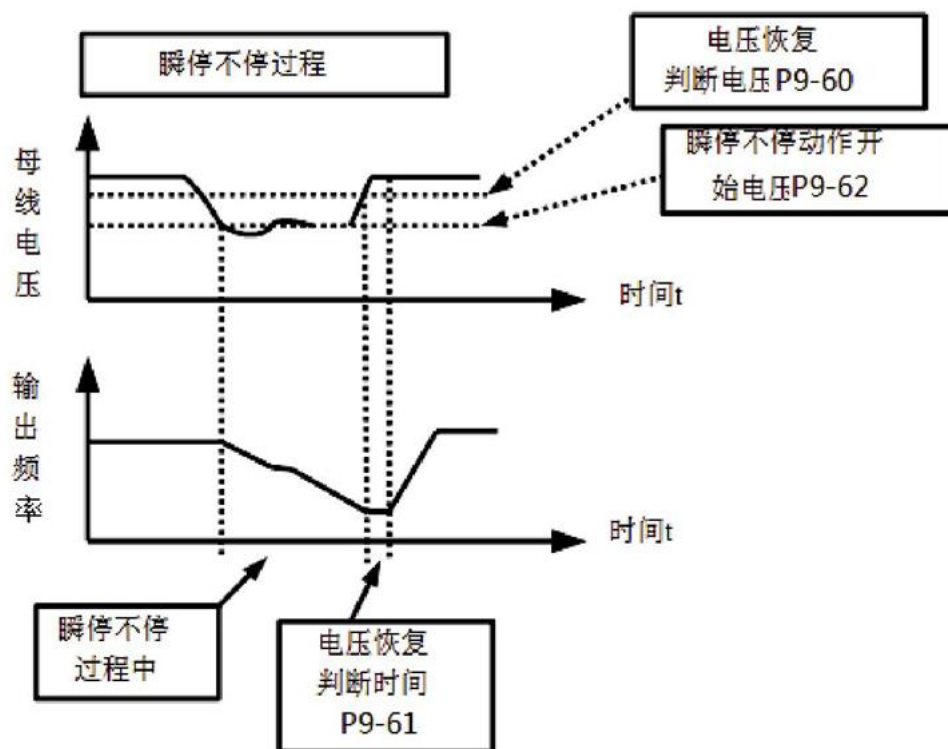 瞬停不停过程
电压恢复
判断电压P9-60
瞬停不停动作开
始电压P9-62
母线电压
时间t
输出频率
时间t
瞬停不停
过程中
电压恢复
判断时间
P9-61